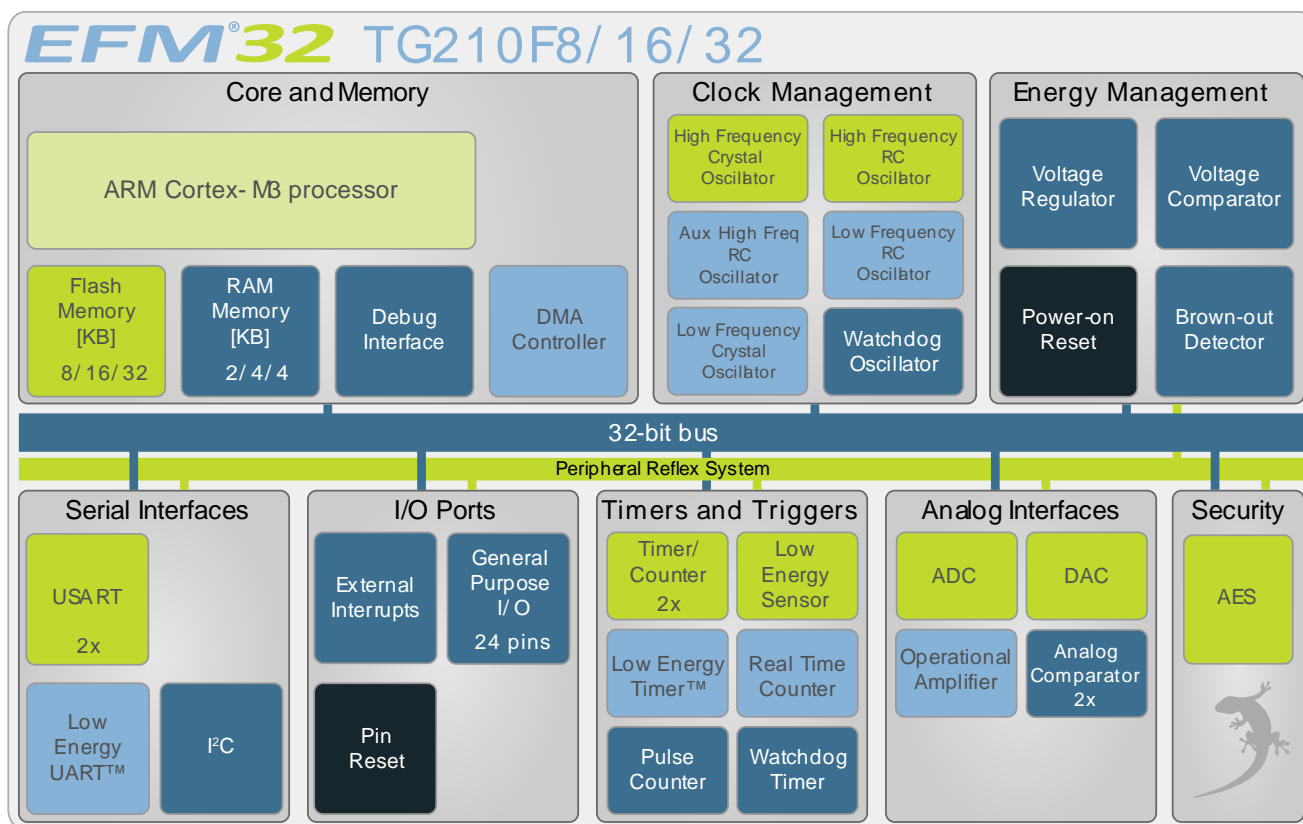 EFM®32 TG210F8/16/32
Core and Memory
ARM Cortex-M3 processor
Flash
Memory
[KB]
8/16/32
RAM
Memory
[KB]
2/4/4
Debug
Interface
DMA
Controller
Clock Management
High Frequency
Crystal
Oscillator
High Frequency
RC
Oscillator
Aux High Freq
RC
Oscillator
Low Frequency
RC
Oscillator
Low Frequency
Crystal
Oscillator
Watchdog
Oscillator
Energy Management
Voltage
Regulator
Voltage
Comparator
Power-on
Reset
Brown-out
Detector
32-bit bus
Peripheral Reflex System
Serial Interfaces
USART
2x
Low
Energy
UART™
I²C
I/O Ports
External
Interrupts
General
Purpose
I/O
24 pins
Pin
Reset
Timers and Triggers
Timer/
Counter
2x
Low
Energy
Sensor
Low Energy
Timer™
Real Time
Counter
Pulse
Counter
Watchdog
Timer
Analog Interfaces
ADC
DAC
Operational
Amplifier
Analog
Comparator
2x
Security
AES